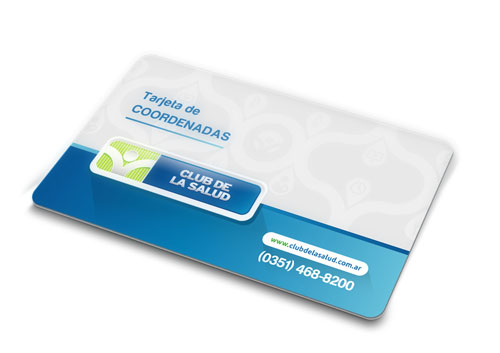 Tarjeta de
COORDENADAS
CLUB DE
LA SALUD
www.clubdelasalud.com.ar
(0351) 468-8200